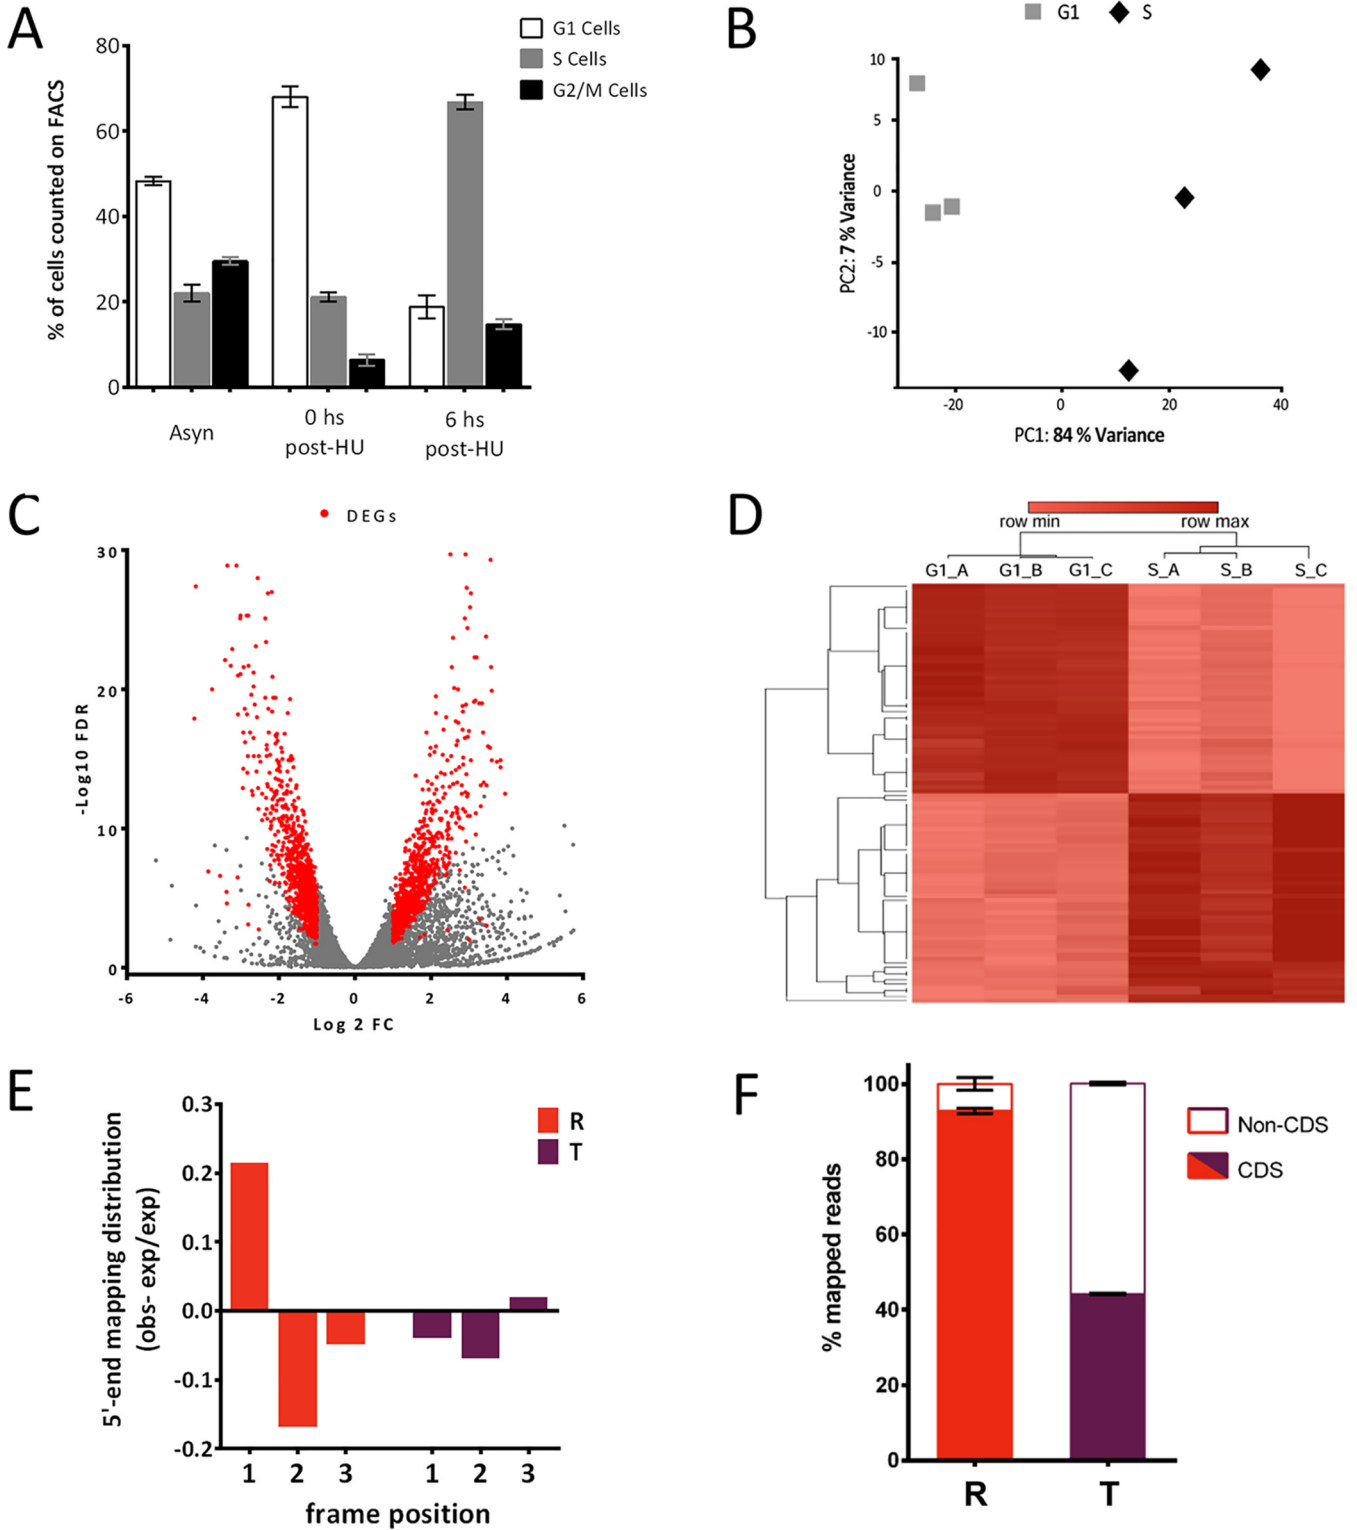 A
% of cells counted on FACS
80
60
40
20
0
G1 Cells
S Cells
G2/M Cells
Asyn
0 hs
post-HU
6 hs
post-HU
B
G1
S
PC2: 7 % Variance
10
5
0
-5
-10
-20
0
20
40
PC1: 84 % Variance
C
DEGs
-Log10 FDR
30
20
10
0
-6
-4
-2
0
2
4
6
Log 2 FC
D
row min
row max
G1_A
G1_B
G1_C
S_A
S_B
S_C
E
5'-end mapping distribution
(obs- exp/exp)
0.3
0.2
0.1
0.0
-0.1
-0.2
R
T
1
2
3
1
2
3
frame position
F
% mapped reads
100
80
60
40
20
0
Non-CDS
CDS
R
T